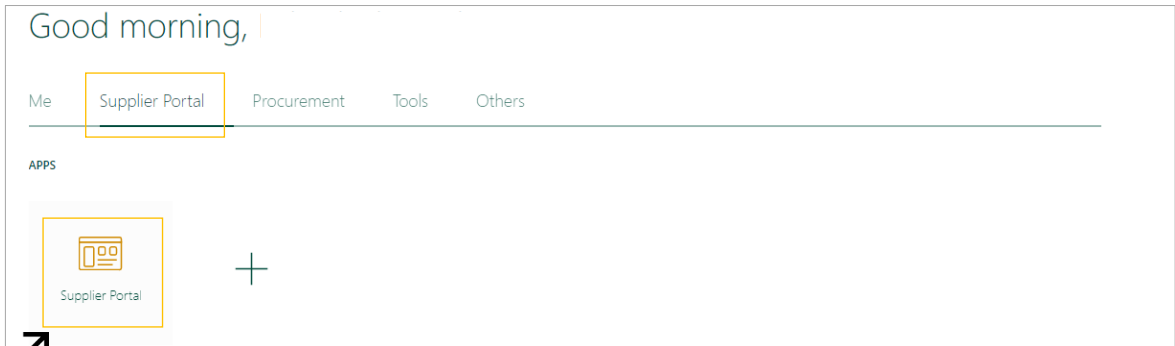 Good morning,
Me Supplier Portal Procurement Tools Others
APPS
Supplier Portal